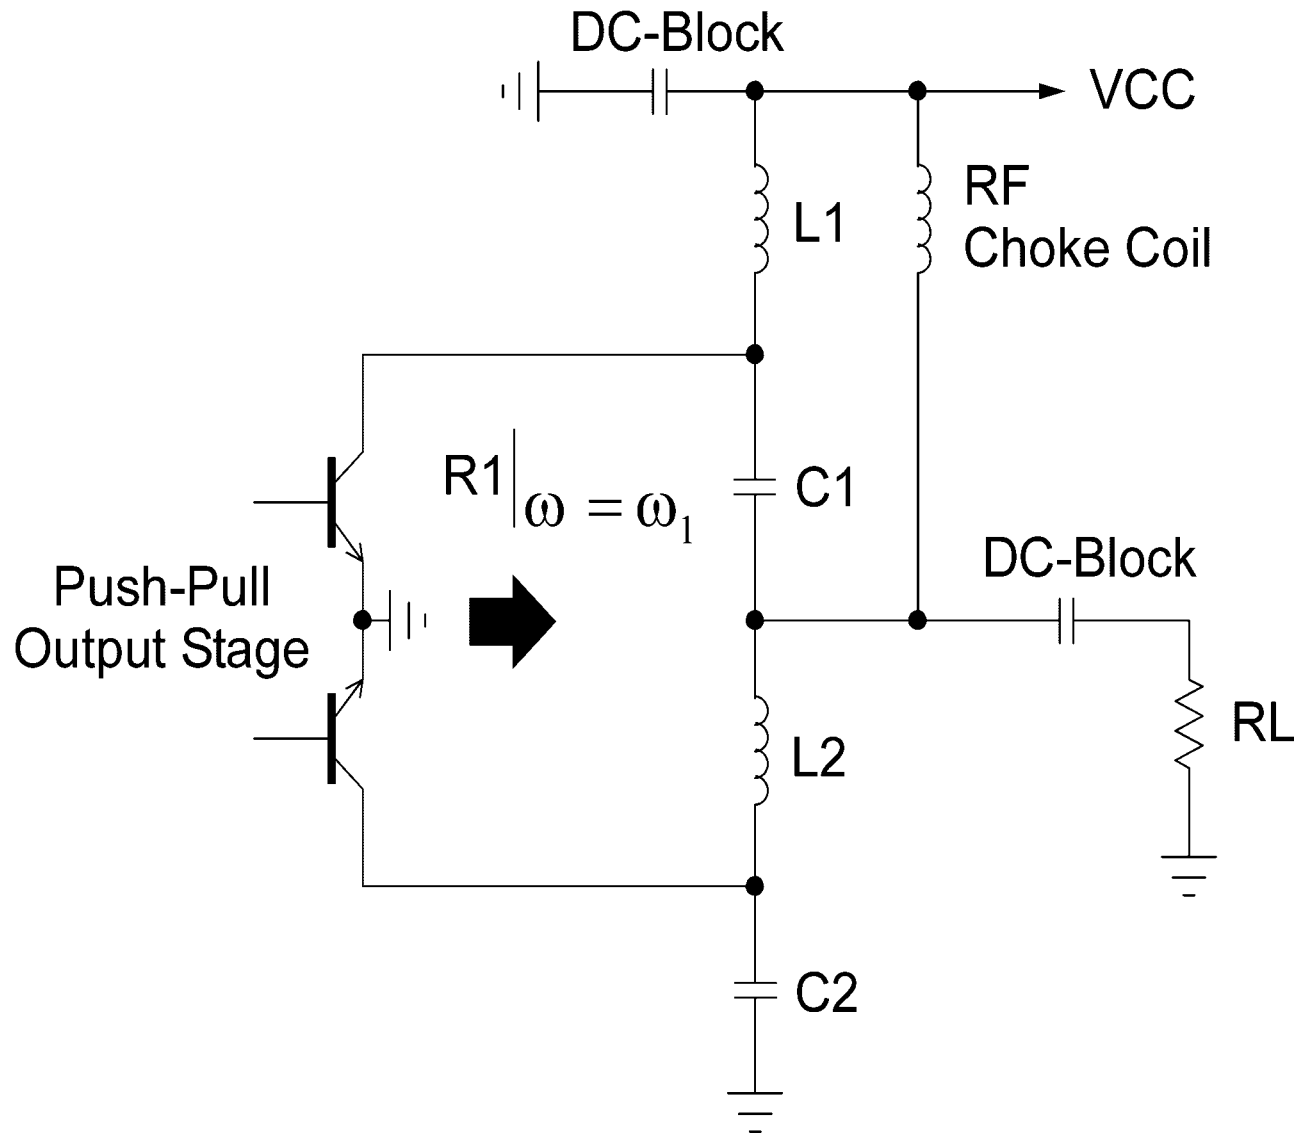 DC-Block
VCC
RF
Choke Coil
L1
R1|ω = ω₁
C1
DC-Block
Push-Pull
Output Stage
RL
L2
C2